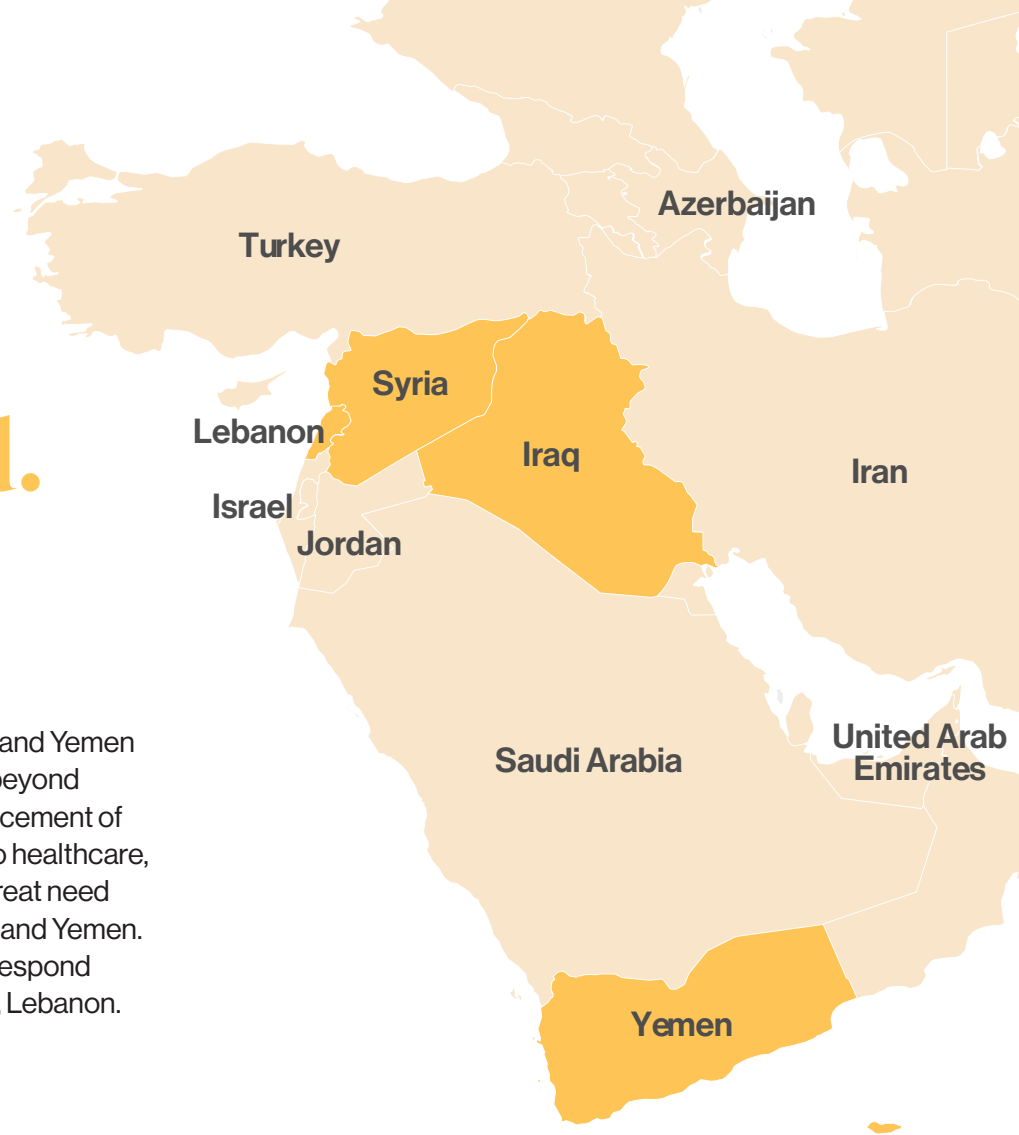 Azerbaijan
Turkey
Syria
Lebanon
Iraq
Iran
Israel
Jordan
and Yemen
beyond
cement of
healthcare,
reat need
and Yemen.
espond
Lebanon.
Saudi Arabia
United Arab
Emirates
Yemen